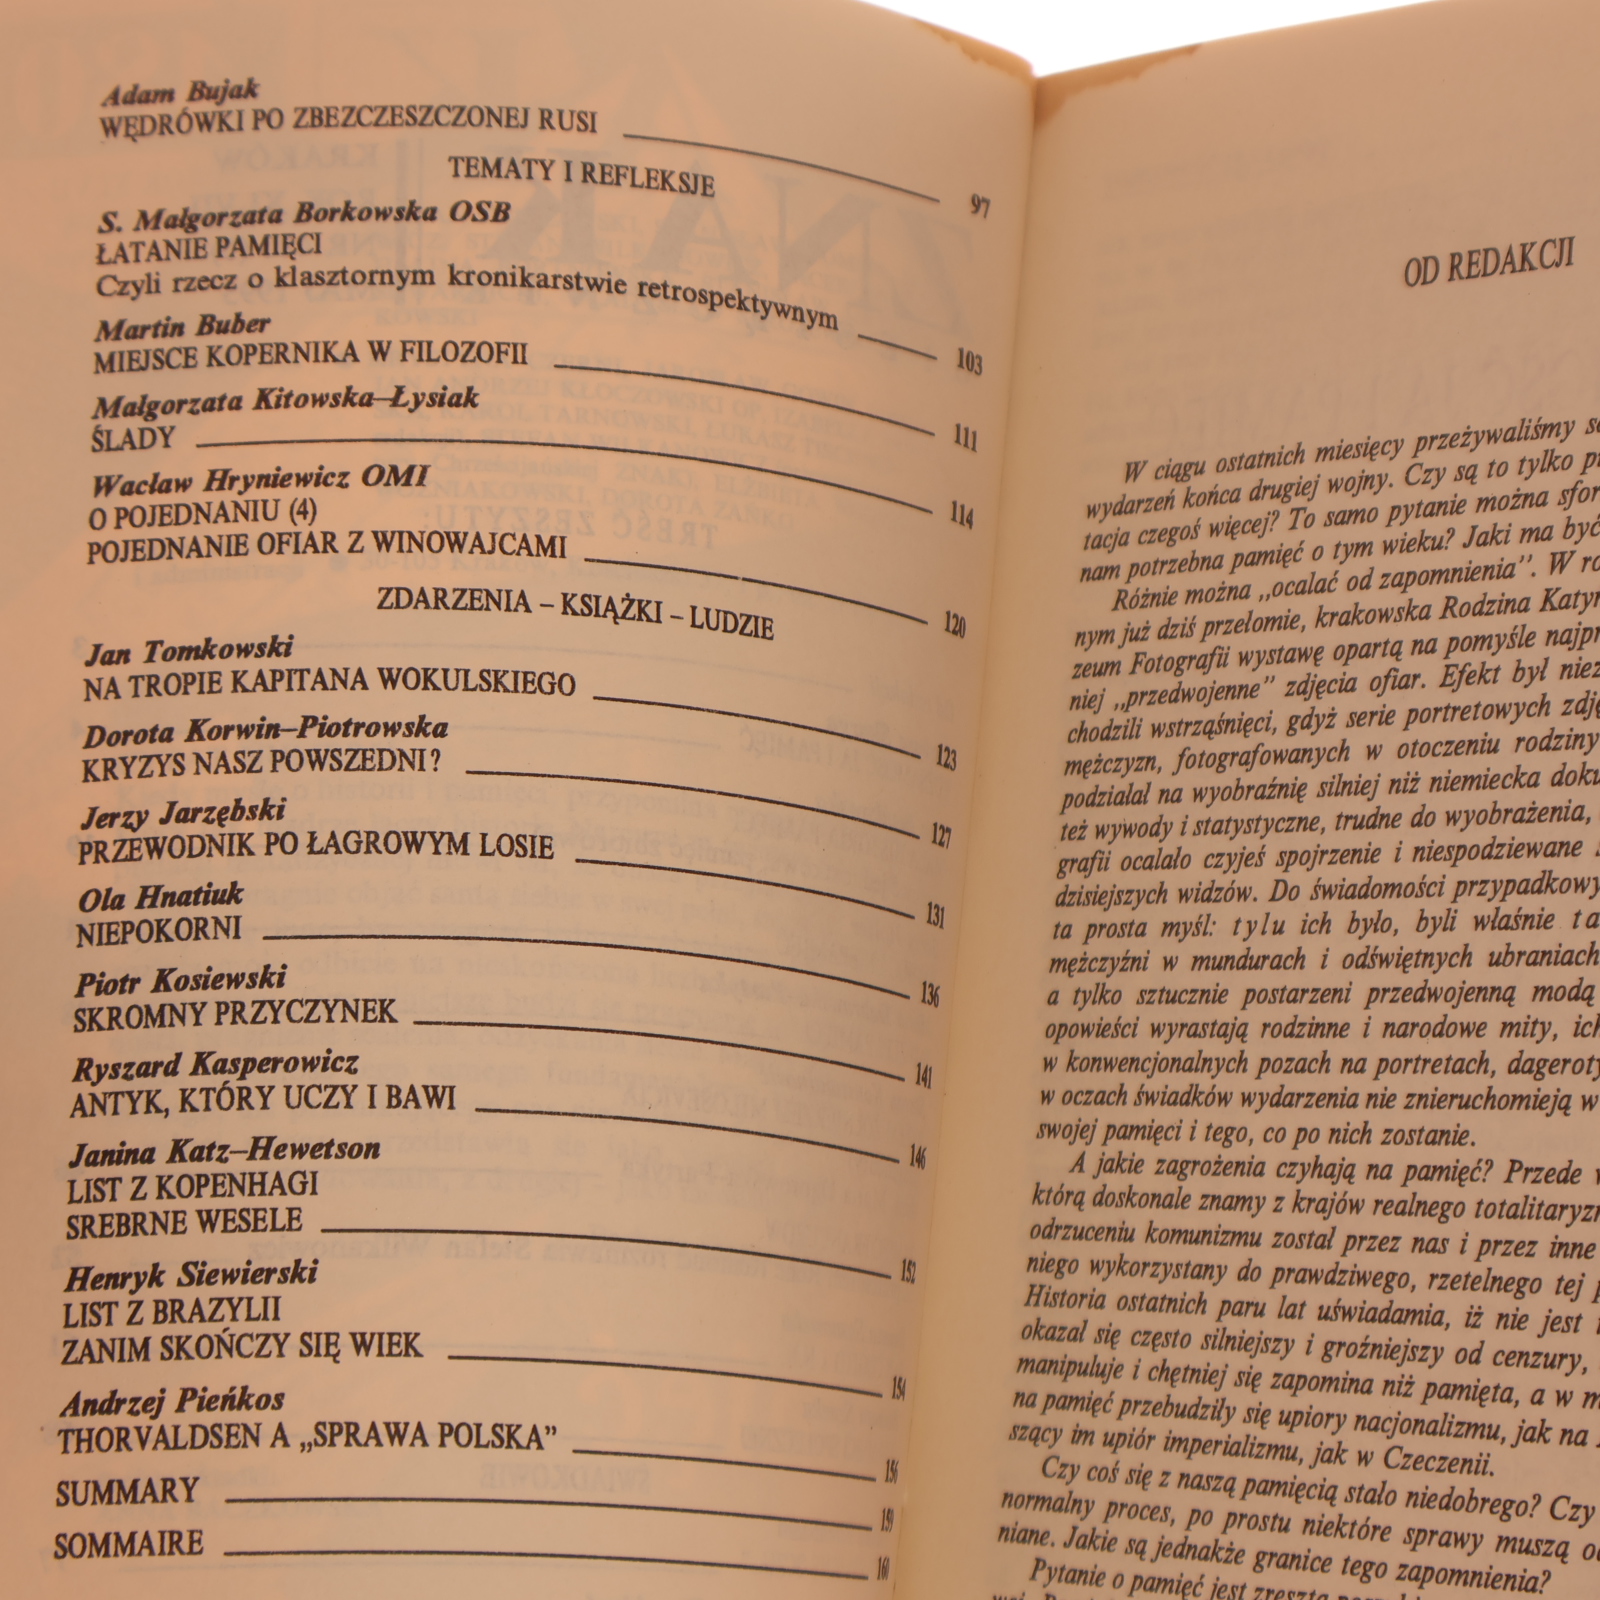 Adam Bujak
WĘDRÓWKI PO ZBEZCZESZCZONEJ RUSI 97
TEMATY I REFLEKSJE
S. Małgorzata Borkowska OSB
ŁATANIE PAMIĘCI
Czyli rzecz o klasztornym kronikarstwie retrospektywnym 103
Martin Buber
MIEJSCE KOPERNIKA W FILOZOFII 111
Małgorzata Kitowska–Łysiak
ŚLADY 114
Wacław Hryniewicz OMI
O POJEDNANIU (4)
POJEDNANIE OFIAR Z WINOWAJCAMI 120
ZDARZENIA – KSIĄŻKI – LUDZIE
Jan Tomkowski
NA TROPIE KAPITANA WOKULSKIEGO 123
Dorota Korwin–Piotrowska
KRYZYS NASZ POWSZEDNI? 127
Jerzy Jarzębski
PRZEWODNIK PO ŁAGROWYM LOSIE 131
Ola Hnatiuk
NIEPOKORNI 136
Piotr Kosiewski
SKROMNY PRZYCZYNEK 141
Ryszard Kasperowicz
ANTYK, KTÓRY UCZY I BAWI 146
Janina Katz–Hewetson
LIST Z KOPENHAGI
SREBRNE WESELE 152
Henryk Siewierski
LIST Z BRAZYLII
ZANIM SKOŃCZY SIĘ WIEK 154
Andrzej Pieńkos
THORVALDSEN A „SPRAWA POLSKA” 156
SUMMARY 159
SOMMAIRE 160
OD REDAKCJI
W ciągu ostatnich miesięcy przeżywaliśmy
wydarzeń końca drugiej wojny. Czy są to tylko
tacja czegoś więcej? To samo pytanie można
nam potrzebna pamięć o tym wieku? Jaki ma być
Różnie można „ocalać od zapomnienia”. W
nym już dziś przełomie, krakowska Rodzina
zeum Fotografii wystawę opartą na pomyśle
niej „przedwojenne” zdjęcia ofiar. Efekt był
chodzili wstrząśnięci, gdyż serie portretowych
mężczyzn, fotografowanych w otoczeniu rodziny
podziałał na wyobraźnię silniej niż niemiecka
też wywody i statystyczne, trudne do wyobrażenia,
grafii ocalało czyjeś spojrzenie i niespodziewane
dzisiejszych widzów. Do świadomości
ta prosta myśl: tylu ich było, byli właśnie
mężczyźni w mundurach i odświętnych ubraniach
a tylko sztucznie postarzeni przedwojenną modą
opowieści wyrastają rodzinne i narodowe mity,
w konwencjonalnych pozach na portretach,
w oczach świadków wydarzenia nie znieruchomieją w
swojej pamięci i tego, co po nich zostanie.
A jakie zagrożenia czyhają na pamięć? Przede
którą doskonale znamy z krajów realnego
odrzuceniu komunizmu został przez nas i przez inne
niego wykorzystany do prawdziwego, rzetelnego tej
Historia ostatnich paru lat uświadamia, iż nie jest
okazał się często silniejszy i groźniejszy od cenzury,
manipuluje i chętniej się zapomina niż pamięta, a w
na pamięć przebudziły się upiory nacjonalizmu, jak na
szący im upiór imperializmu, jak w Czeczenii.
Czy coś się z naszą pamięcią stało niedobrego? Czy
normalny proces, po prostu niektóre sprawy muszą
niane. Jakie są jednakże granice tego zapomnienia?
Pytanie o pamięć jest zresztą